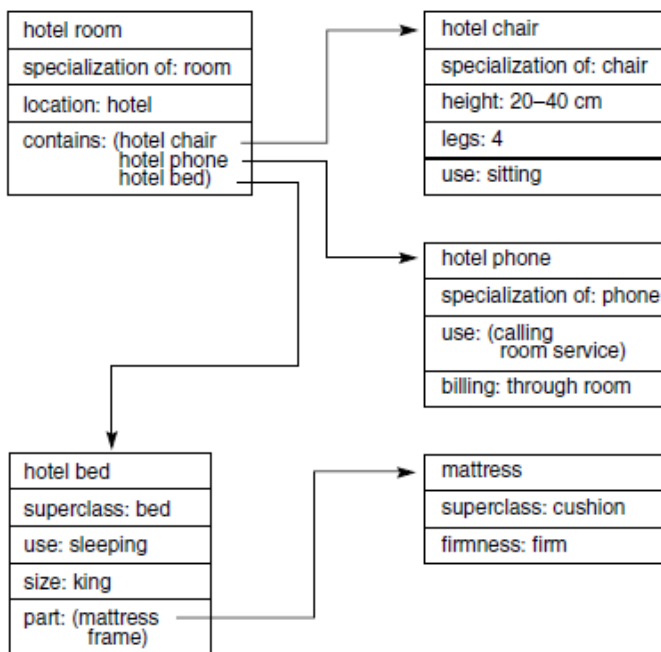 hotel room
specialization of: room
location: hotel
contains: (hotel chair
hotel phone
hotel bed)
hotel chair
specialization of: chair
height: 20–40 cm
legs: 4
use: sitting
hotel phone
specialization of: phone
use: (calling
room service)
billing: through room
hotel bed
superclass: bed
use: sleeping
size: king
part: (mattress
frame)
mattress
superclass: cushion
firmness: firm